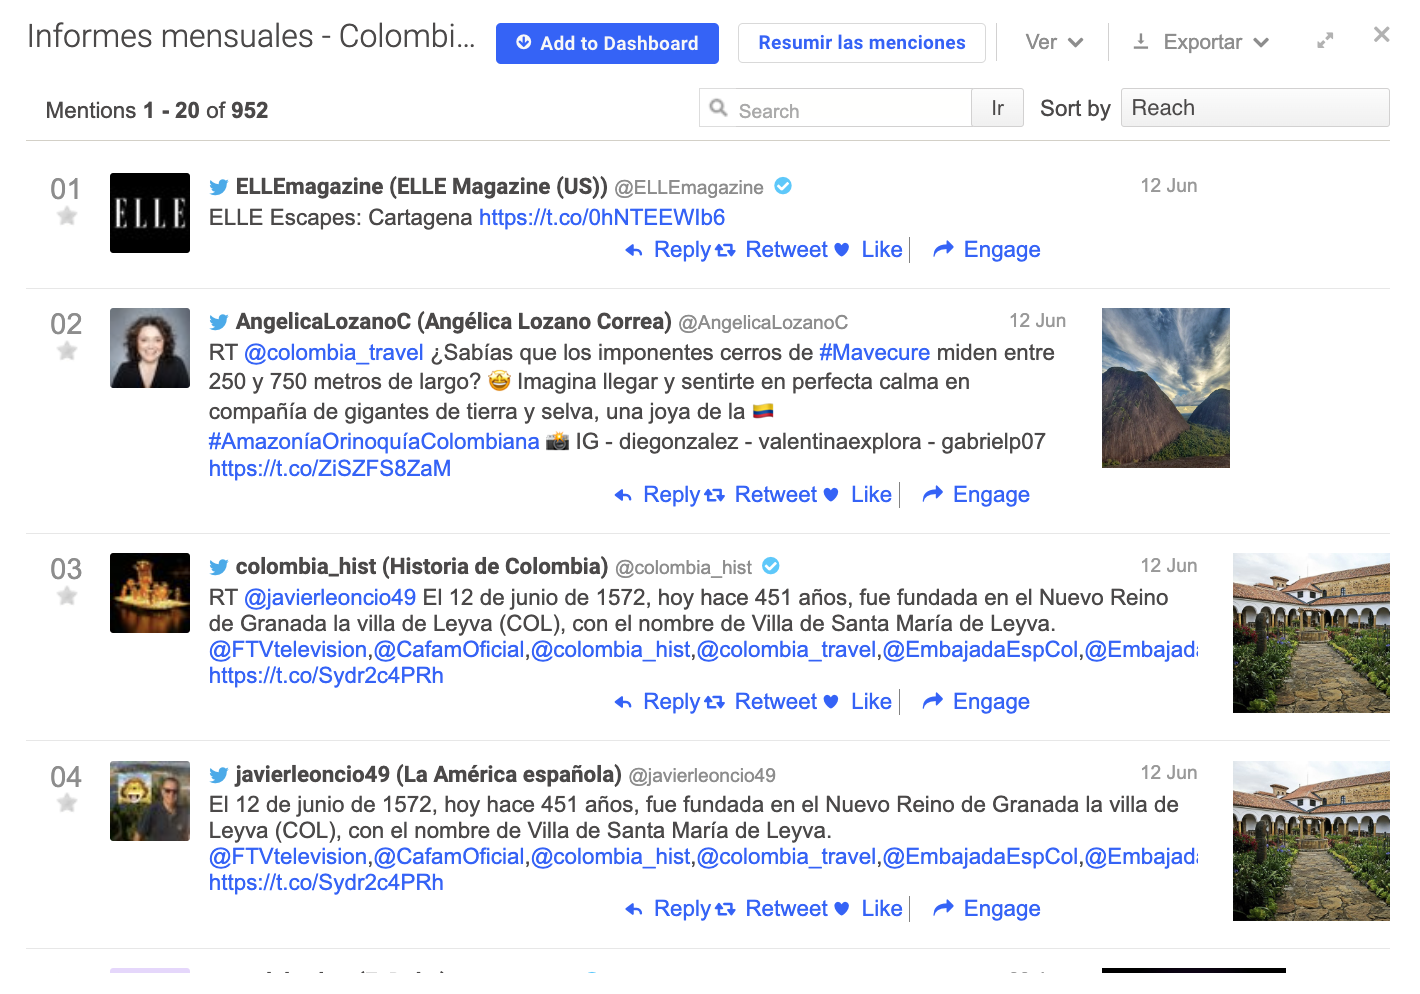 Informes mensuales - Colombi...
Add to Dashboard
Resumir las menciones
Ver
Exportar
Mentions 1 - 20 of 952
Search
Ir
Sort by
Reach
01
ELLE
ELLEmagazine (ELLE Magazine (US)) @ELLEmagazine
12 Jun
ELLE Escapes: Cartagena https://t.co/0hNTEEWIb6
Reply Retweet Like Engage
02
AngelicaLozanoC (Angélica Lozano Correa) @AngelicaLozanoC
12 Jun
RT @colombia_travel ¿Sabías que los imponentes cerros de #Mavecure miden entre
250 y 750 metros de largo? 🤩 Imagina llegar y sentirte en perfecta calma en
compañía de gigantes de tierra y selva, una joya de la 🇨🇴
#AmazoníaOrinoquíaColombiana 📸 IG - diegonzalez - valentinaexplora - gabrielp07
https://t.co/ZiSZFS8ZaM
Reply Retweet Like Engage
03
colombia_hist (Historia de Colombia) @colombia_hist
12 Jun
RT @javierleoncio49 El 12 de junio de 1572, hoy hace 451 años, fue fundada en el Nuevo Reino
de Granada la villa de Leyva (COL), con el nombre de Villa de Santa María de Leyva.
@FTVtelevision,@CafamOficial,@colombia_hist,@colombia_travel,@EmbajadaEspCol,@Embajada
https://t.co/Sydr2c4PRh
Reply Retweet Like Engage
04
javierleoncio49 (La América española) @javierleoncio49
12 Jun
El 12 de junio de 1572, hoy hace 451 años, fue fundada en el Nuevo Reino de Granada la villa de
Leyva (COL), con el nombre de Villa de Santa María de Leyva.
@FTVtelevision,@CafamOficial,@colombia_hist,@colombia_travel,@EmbajadaEspCol,@Embajada
https://t.co/Sydr2c4PRh
Reply Retweet Like Engage